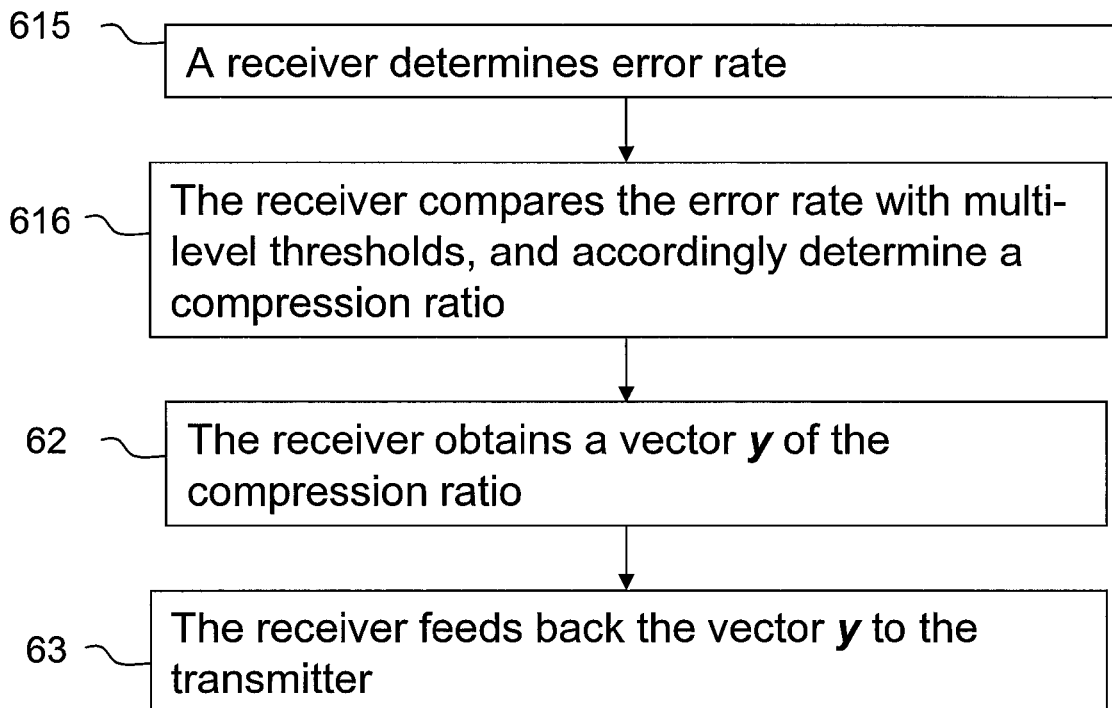 615
A receiver determines error rate
616
The receiver compares the error rate with multi-
level thresholds, and accordingly determine a
compression ratio
62
The receiver obtains a vector y of the
compression ratio
63
The receiver feeds back the vector y to the
transmitter